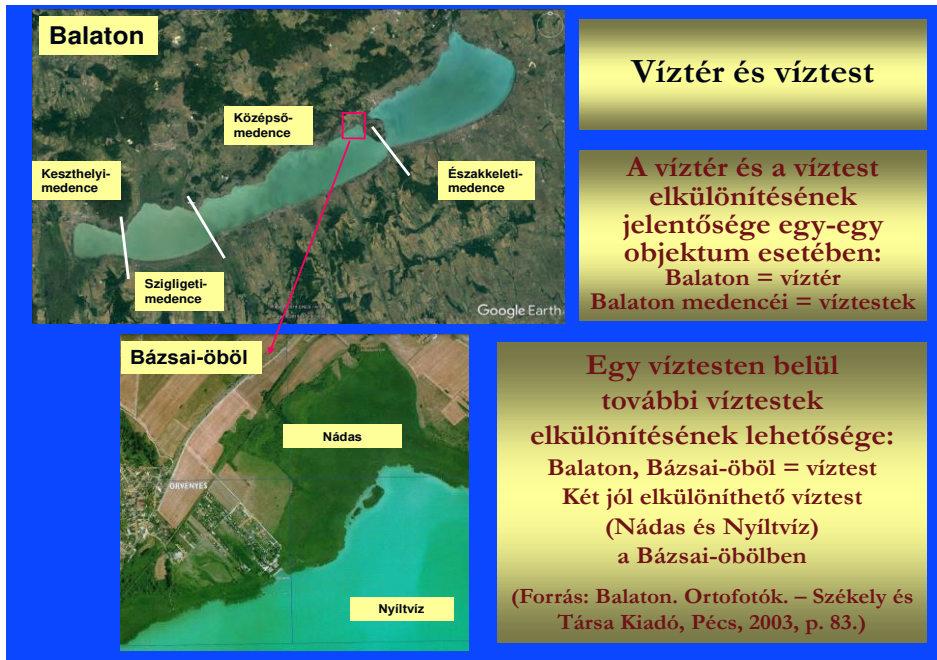 Balaton
Középső-
medence
Keszthelyi-
medence
Északkeleti-
medence
Szigligeti-
medence
Google Earth
Víztér és víztest
A víztér és a víztest
elkülönítésének
jelentősége egy-egy
objektum esetében:
Balaton = víztér
Balaton medencéi = víztestek
Bázsai-öböl
Nádas
ÖRVÉNYES
Nyíltvíz
Egy víztesten belül
további víztestek
elkülönítésének lehetősége:
Balaton, Bázsai-öböl = víztest
Két jól elkülöníthető víztest
(Nádas és Nyíltvíz)
a Bázsai-öbölben
(Forrás: Balaton. Ortofotók. – Székely és
Társa Kiadó, Pécs, 2003, p. 83.)